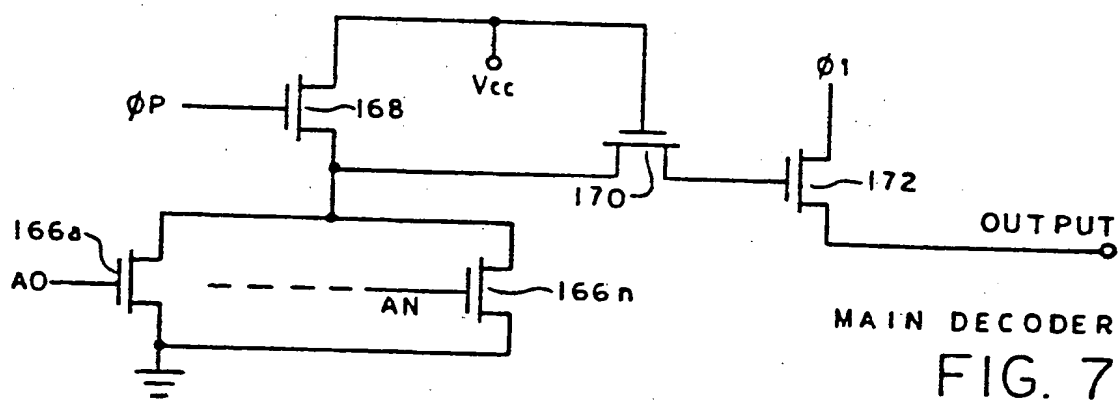 Vcc
Ø1
ØP
168
170
172
166a
OUTPUT
A0
AN
166n
MAIN DECODER
FIG. 7